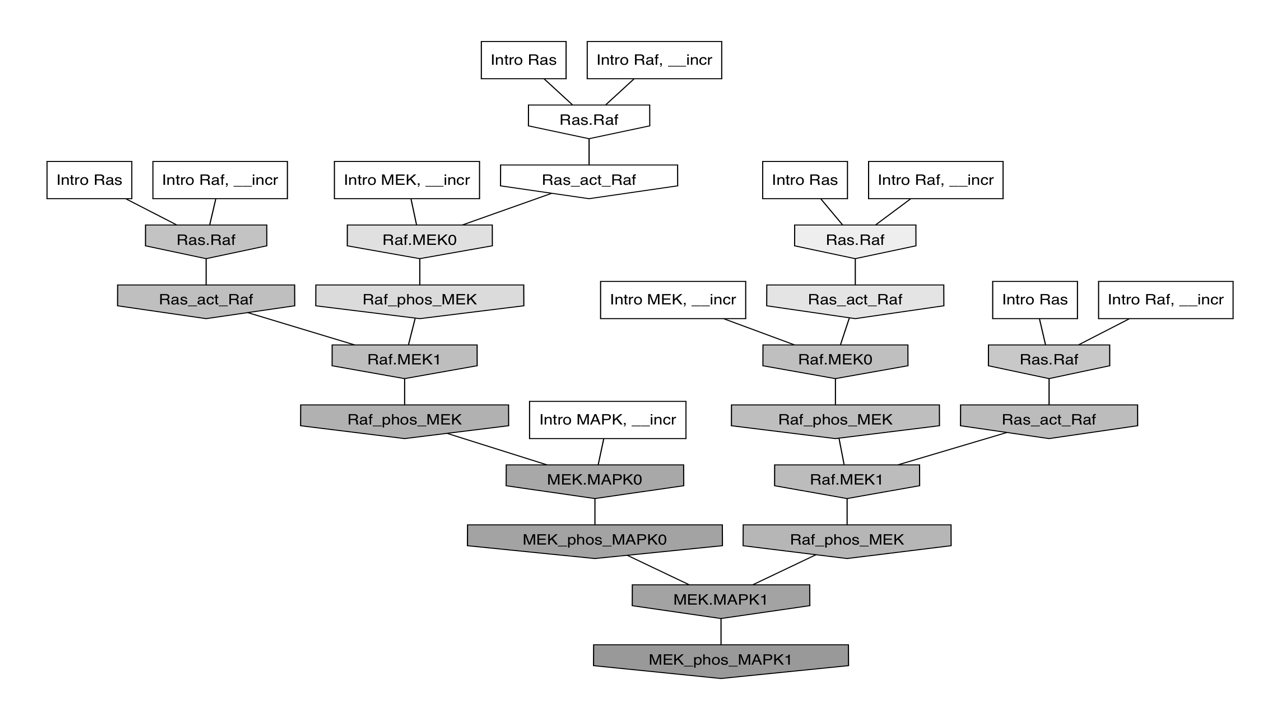 Intro Ras
Intro Raf, __incr
Ras.Raf
Intro Ras
Intro Raf, __incr
Intro MEK, __incr
Ras_act_Raf
Intro Ras
Intro Raf, __incr
Ras.Raf
Raf.MEK0
Ras.Raf
Ras_act_Raf
Raf_phos_MEK
Intro MEK, __incr
Ras_act_Raf
Intro Ras
Intro Raf, __incr
Raf.MEK1
Raf.MEK0
Ras.Raf
Raf_phos_MEK
Intro MAPK, __incr
Raf_phos_MEK
Ras_act_Raf
MEK.MAPK0
Raf.MEK1
MEK_phos_MAPK0
Raf_phos_MEK
MEK.MAPK1
MEK_phos_MAPK1